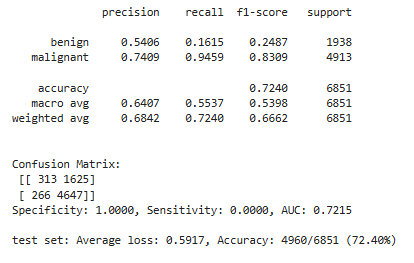 precision recall f1-score support
benign 0.5406 0.1615 0.2487 1938
malignant 0.7409 0.9459 0.8309 4913
accuracy 0.7240 6851
macro avg 0.6407 0.5537 0.5398 6851
weighted avg 0.6842 0.7240 0.6662 6851
Confusion Matrix:
[[ 313 1625]
[ 266 4647]]
Specificity: 1.0000, Sensitivity: 0.0000, AUC: 0.7215
test set: Average loss: 0.5917, Accuracy: 4960/6851 (72.40%)